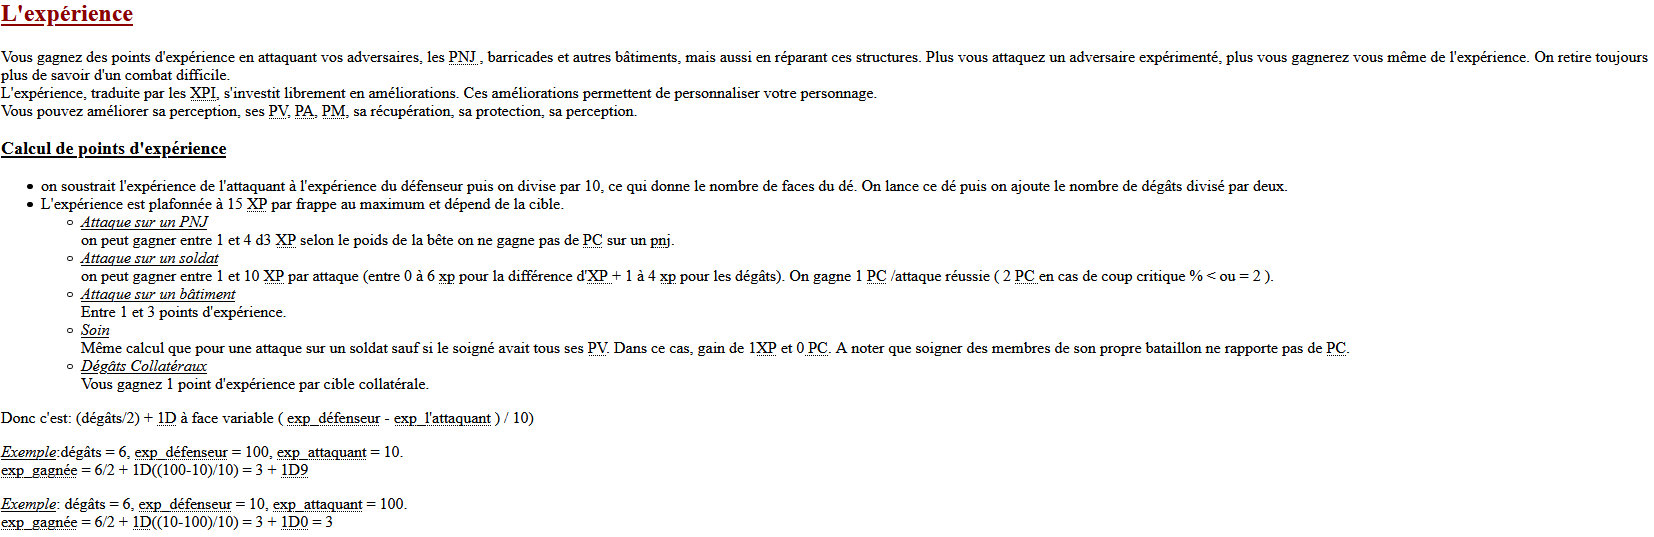 L'expérience
Vous gagnez des points d'expérience en attaquant vos adversaires, les PNJ , barricades et autres bâtiments, mais aussi en réparant ces structures. Plus vous attaquez un adversaire expérimenté, plus vous gagnerez vous même de l'expérience. On retire toujours
plus de savoir d'un combat difficile.
L'expérience, traduite par les XPI, s'investit librement en améliorations. Ces améliorations permettent de personnaliser votre personnage.
Vous pouvez améliorer sa perception, ses PV, PA, PM, sa récupération, sa protection, sa perception.
Calcul de points d'expérience
• on soustrait l'expérience de l'attaquant à l'expérience du défenseur puis on divise par 10, ce qui donne le nombre de faces du dé. On lance ce dé puis on ajoute le nombre de dégâts divisé par deux.
• L'expérience est plafonnée à 15 XP par frappe au maximum et dépend de la cible.
◦ Attaque sur un PNJ
on peut gagner entre 1 et 4 d3 XP selon le poids de la bête on ne gagne pas de PC sur un pnj.
◦ Attaque sur un soldat
on peut gagner entre 1 et 10 XP par attaque (entre 0 à 6 xp pour la différence d'XP + 1 à 4 xp pour les dégâts). On gagne 1 PC /attaque réussie ( 2 PC en cas de coup critique % < ou = 2 ).
◦ Attaque sur un bâtiment
Entre 1 et 3 points d'expérience.
◦ Soin
Même calcul que pour une attaque sur un soldat sauf si le soigné avait tous ses PV. Dans ce cas, gain de 1XP et 0 PC. A noter que soigner des membres de son propre bataillon ne rapporte pas de PC.
◦ Dégâts Collatéraux
Vous gagnez 1 point d'expérience par cible collatérale.
Donc c'est: (dégâts/2) + 1D à face variable ( exp_défenseur - exp_l'attaquant ) / 10)
Exemple:dégâts = 6, exp_défenseur = 100, exp_attaquant = 10.
exp_gagnée = 6/2 + 1D((100-10)/10) = 3 + 1D9
Exemple: dégâts = 6, exp_défenseur = 10, exp_attaquant = 100.
exp_gagnée = 6/2 + 1D((10-100)/10) = 3 + 1D0 = 3